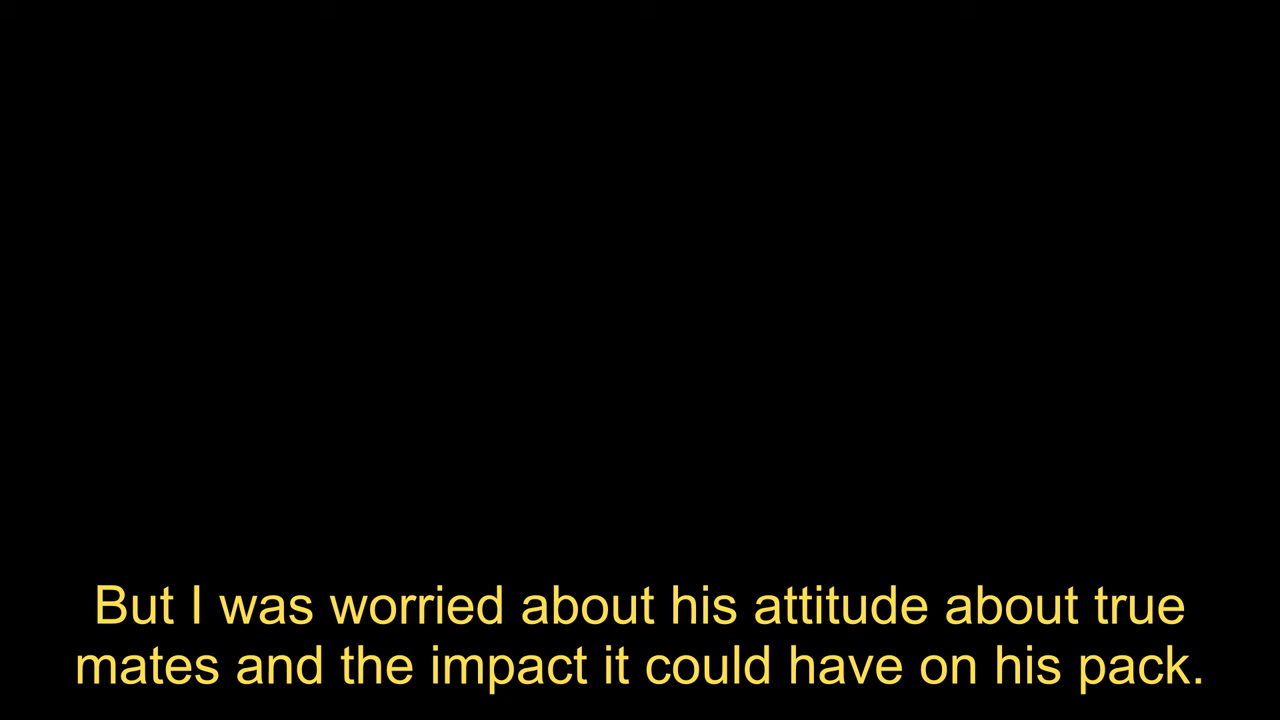 But I was worried about his attitude about true
mates and the impact it could have on his pack.